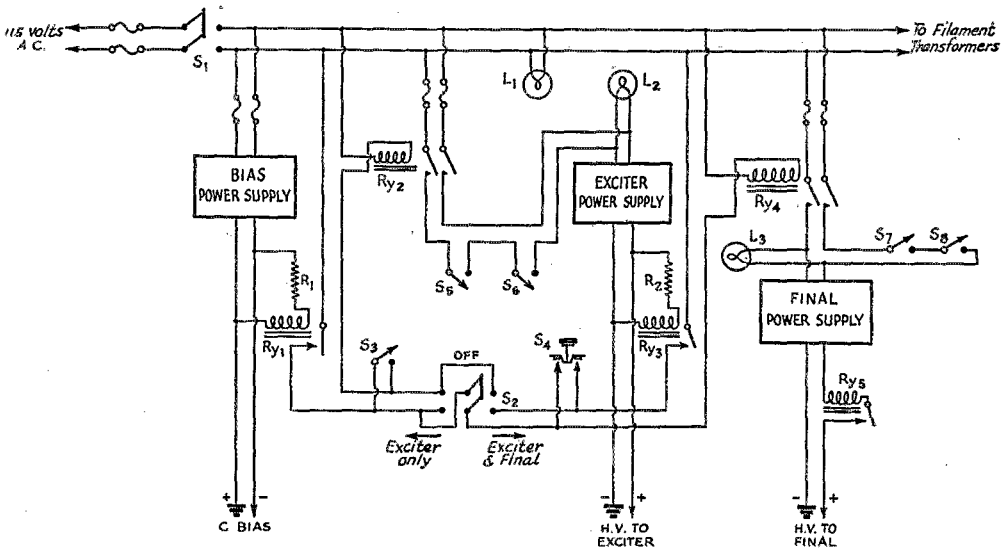 115 volts
A.C.
S1
To Filament
Transformers
L1
L2
BIAS
POWER SUPPLY
Ry2
EXCITER
POWER SUPPLY
Ry4
L3
S7
S8
S5
S6
R1
R2
FINAL
POWER SUPPLY
Ry1
S3
OFF
S4
Ry3
S2
Ry5
Exciter
only
Exciter
& Final
+
-
C BIAS
-
+
H.V. TO
EXCITER
-
+
H.V. TO
FINAL